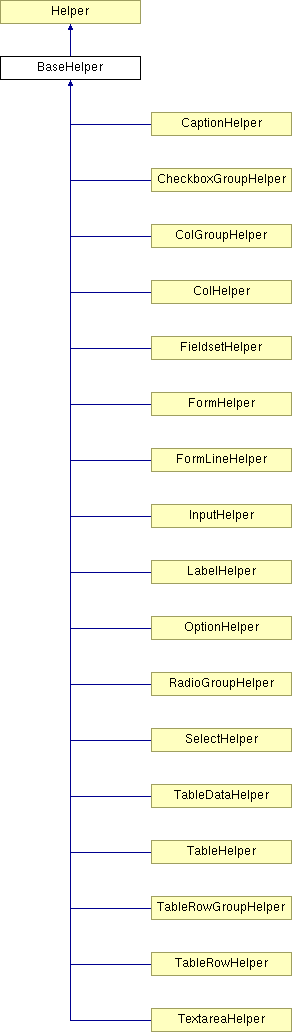 Helper
BaseHelper
CaptionHelper
CheckboxGroupHelper
ColGroupHelper
ColHelper
FieldsetHelper
FormHelper
FormLineHelper
InputHelper
LabelHelper
OptionHelper
RadioGroupHelper
SelectHelper
TableDataHelper
TableHelper
TableRowGroupHelper
TableRowHelper
TextareaHelper